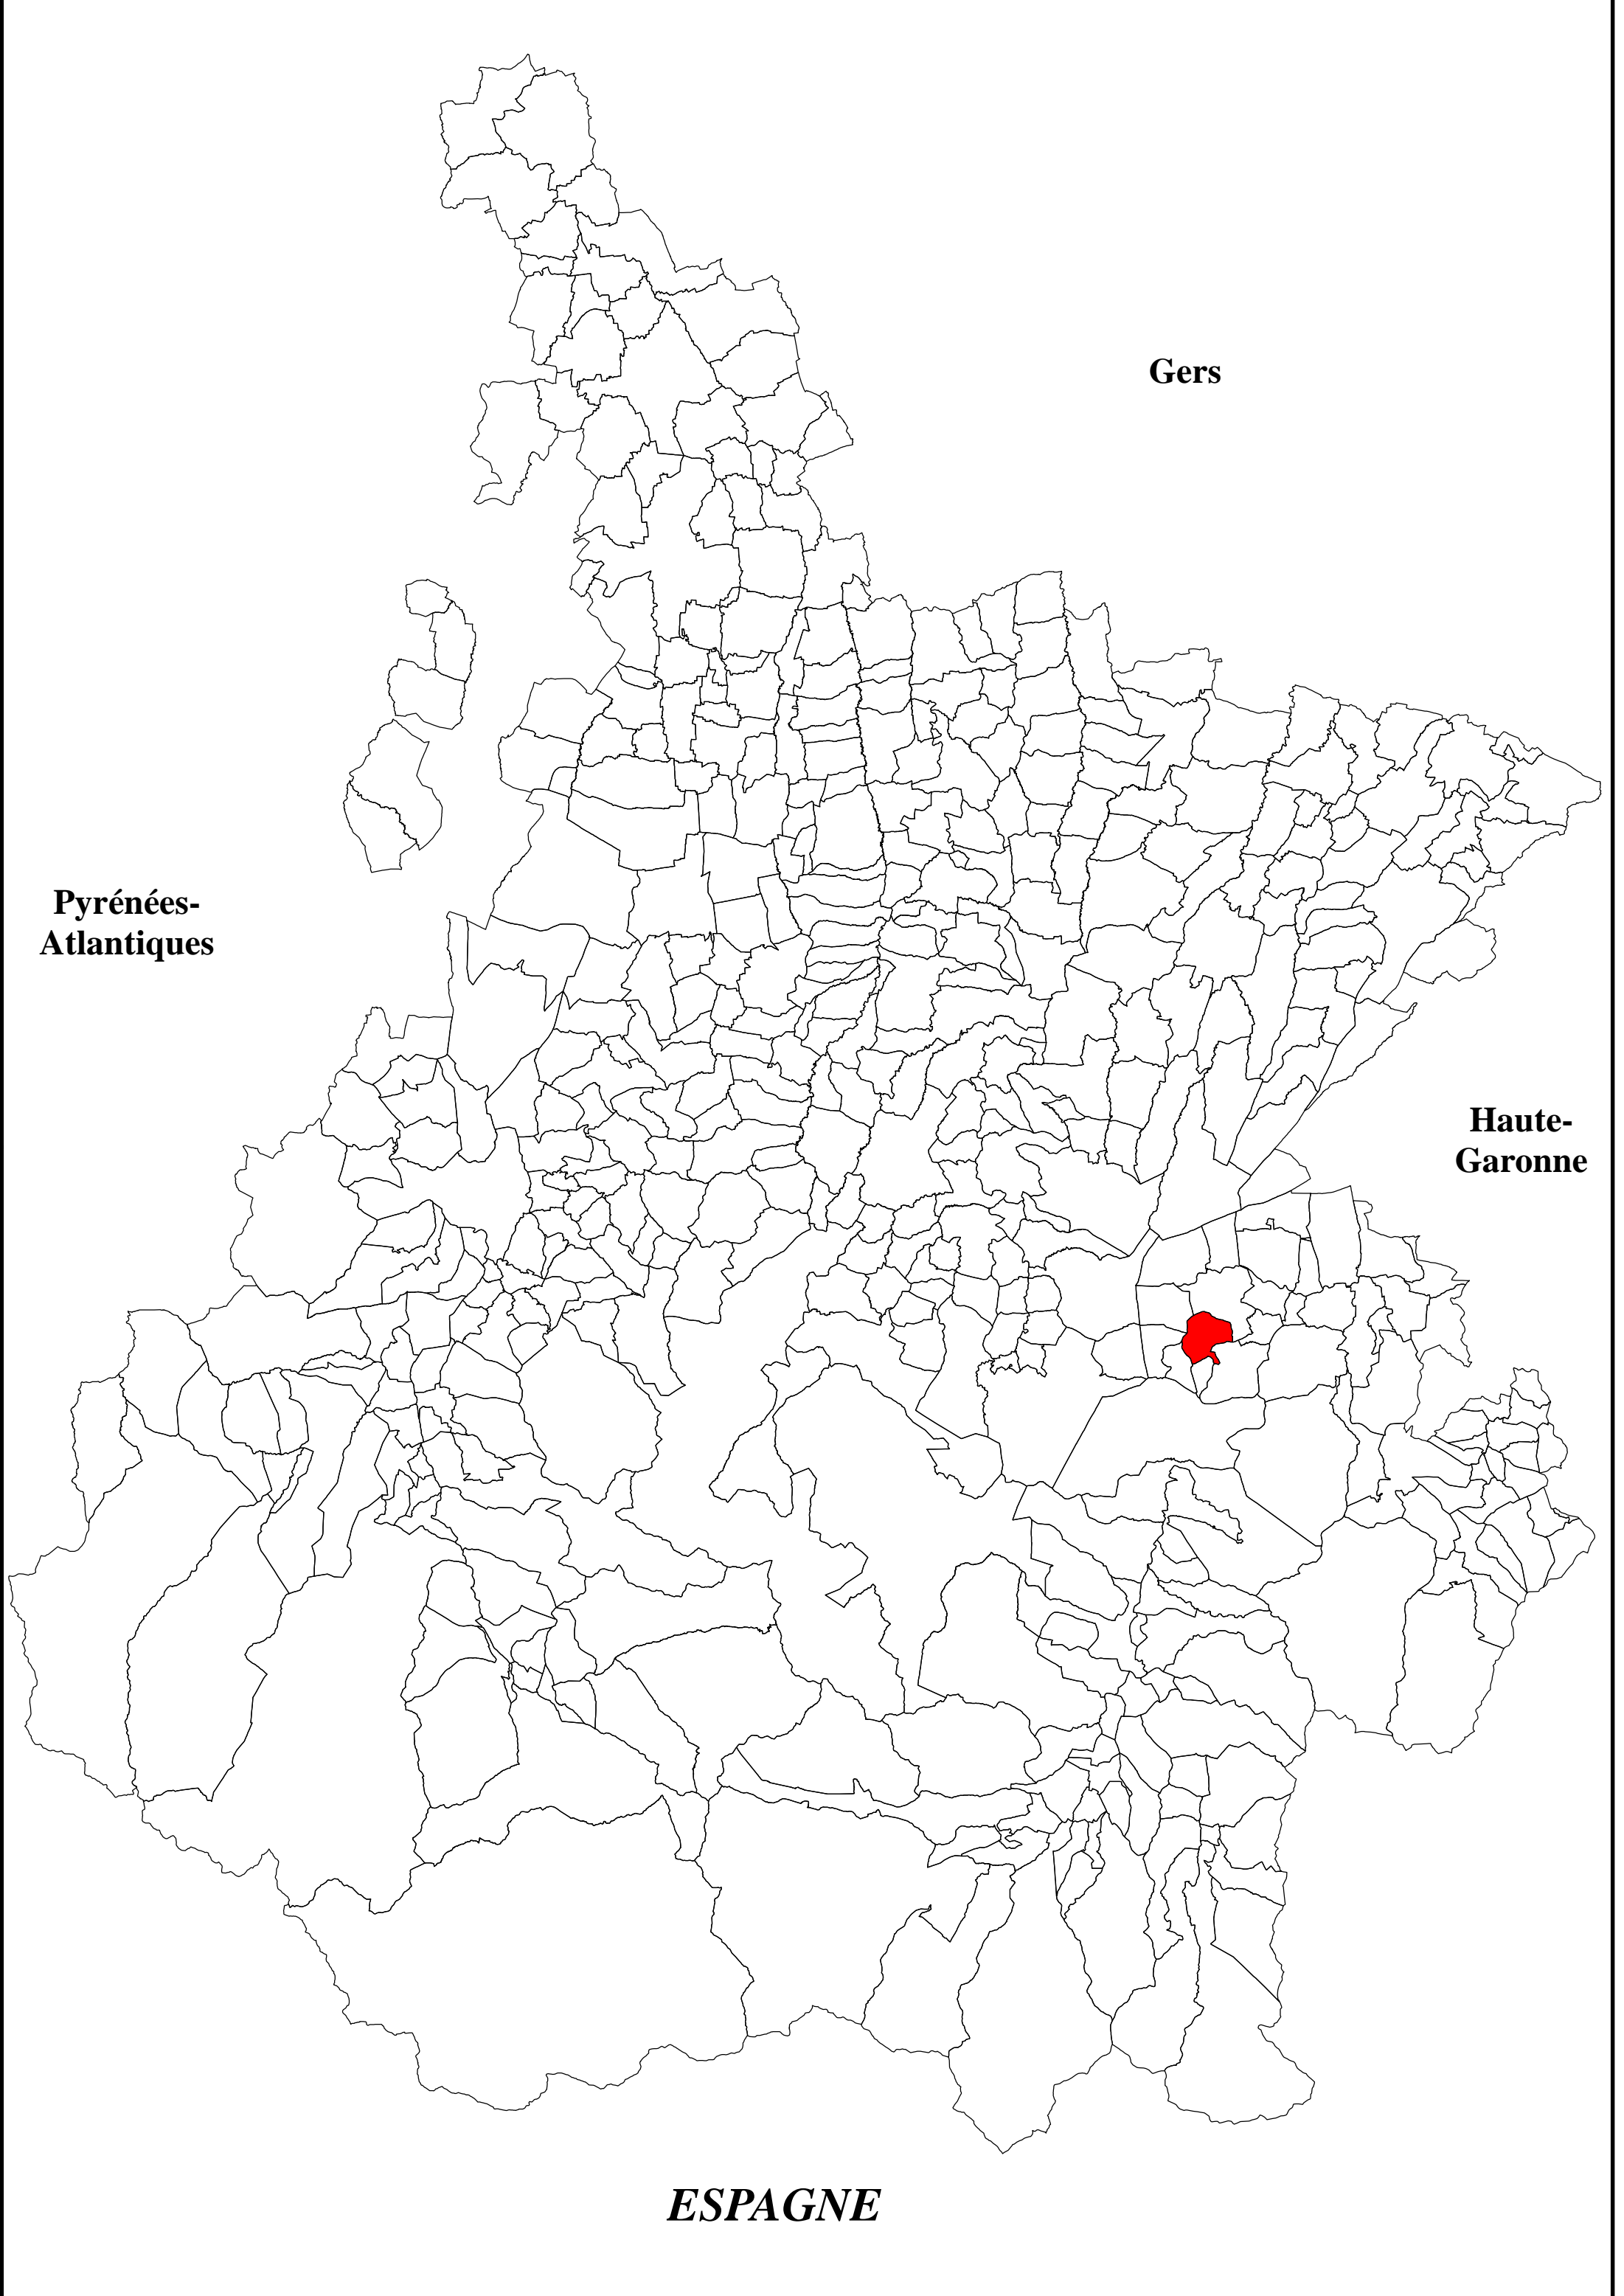 Gers
Pyrénées-
Atlantiques
Haute-
Garonne
ESPAGNE